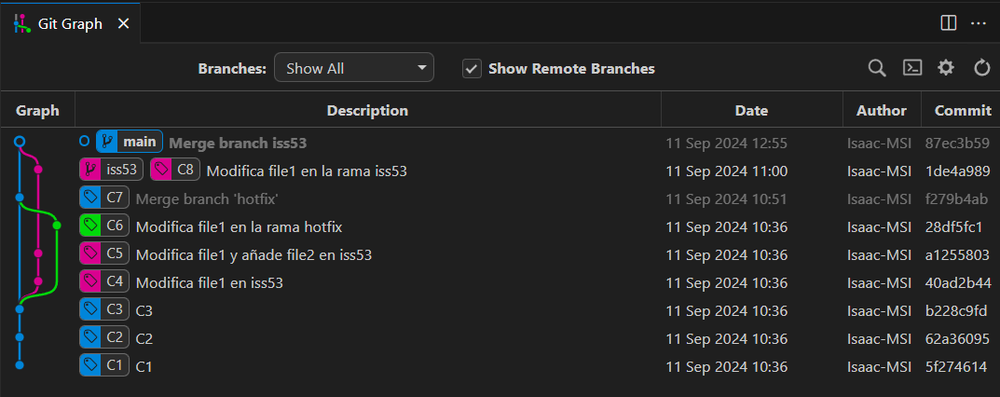 Git Graph
Branches: Show All Show Remote Branches
Graph Description Date Author Commit
main Merge branch iss53 11 Sep 2024 12:55 Isaac-MSI 87ec3b59
iss53 C8 Modifica file1 en la rama iss53 11 Sep 2024 11:00 Isaac-MSI 1de4a989
C7 Merge branch 'hotfix' 11 Sep 2024 10:51 Isaac-MSI f279b4ab
C6 Modifica file1 en la rama hotfix 11 Sep 2024 10:36 Isaac-MSI 28df5fc1
C5 Modifica file1 y añade file2 en iss53 11 Sep 2024 10:36 Isaac-MSI a1255803
C4 Modifica file1 en iss53 11 Sep 2024 10:36 Isaac-MSI 40ad2b44
C3 C3 11 Sep 2024 10:36 Isaac-MSI b228c9fd
C2 C2 11 Sep 2024 10:36 Isaac-MSI 62a36095
C1 C1 11 Sep 2024 10:36 Isaac-MSI 5f274614